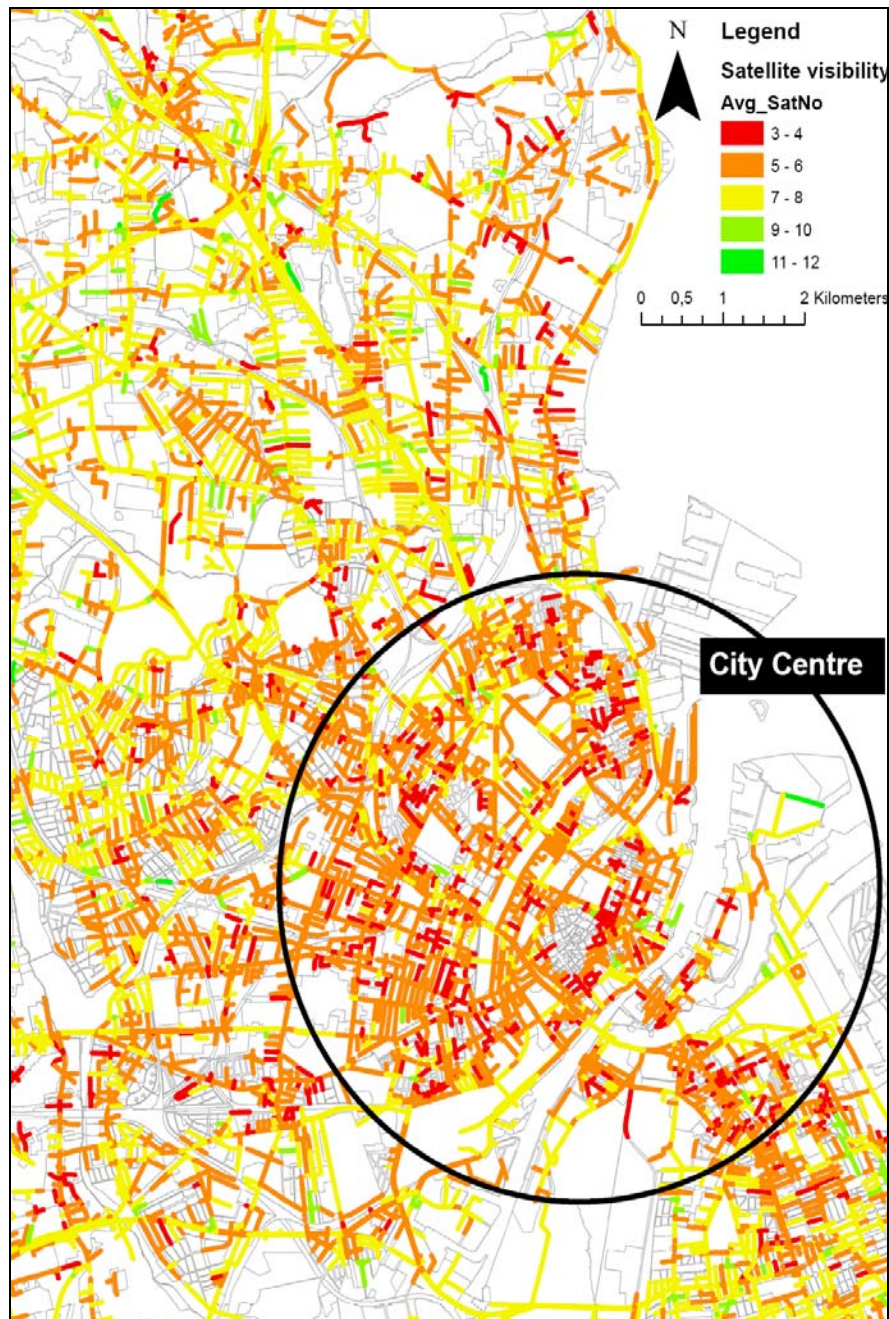 N
Legend
Satellite visibility
Avg_SatNo
3 - 4
5 - 6
7 - 8
9 - 10
11 - 12
0 0,5 1 2 Kilometers
City Centre